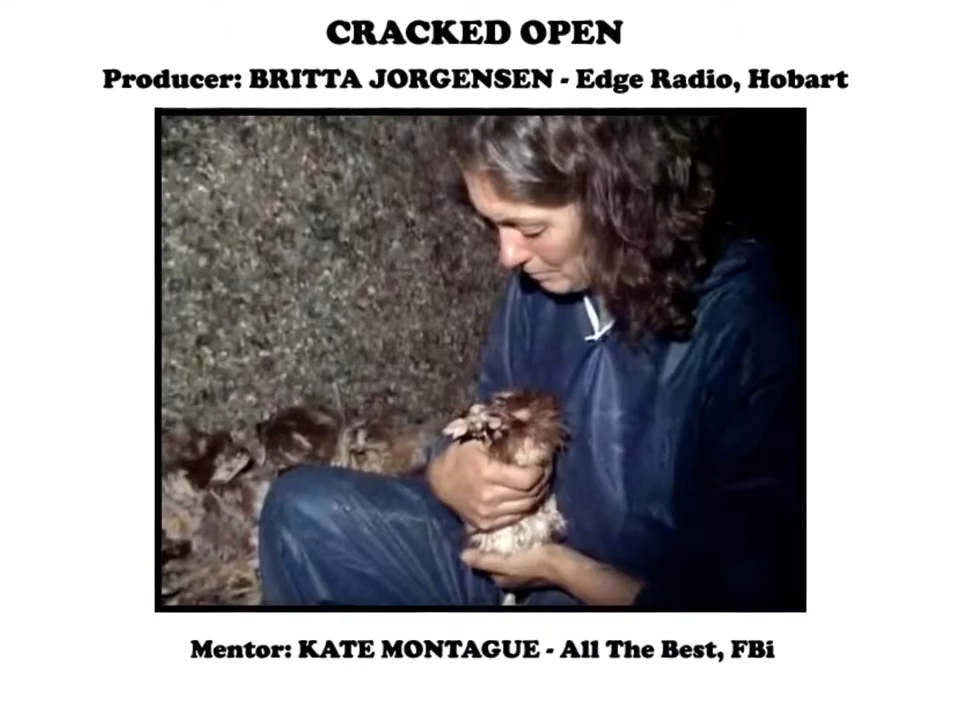 CRACKED OPEN
Producer: BRITTA JORGENSEN - Edge Radio, Hobart
Mentor: KATE MONTAGUE - All The Best, FBi